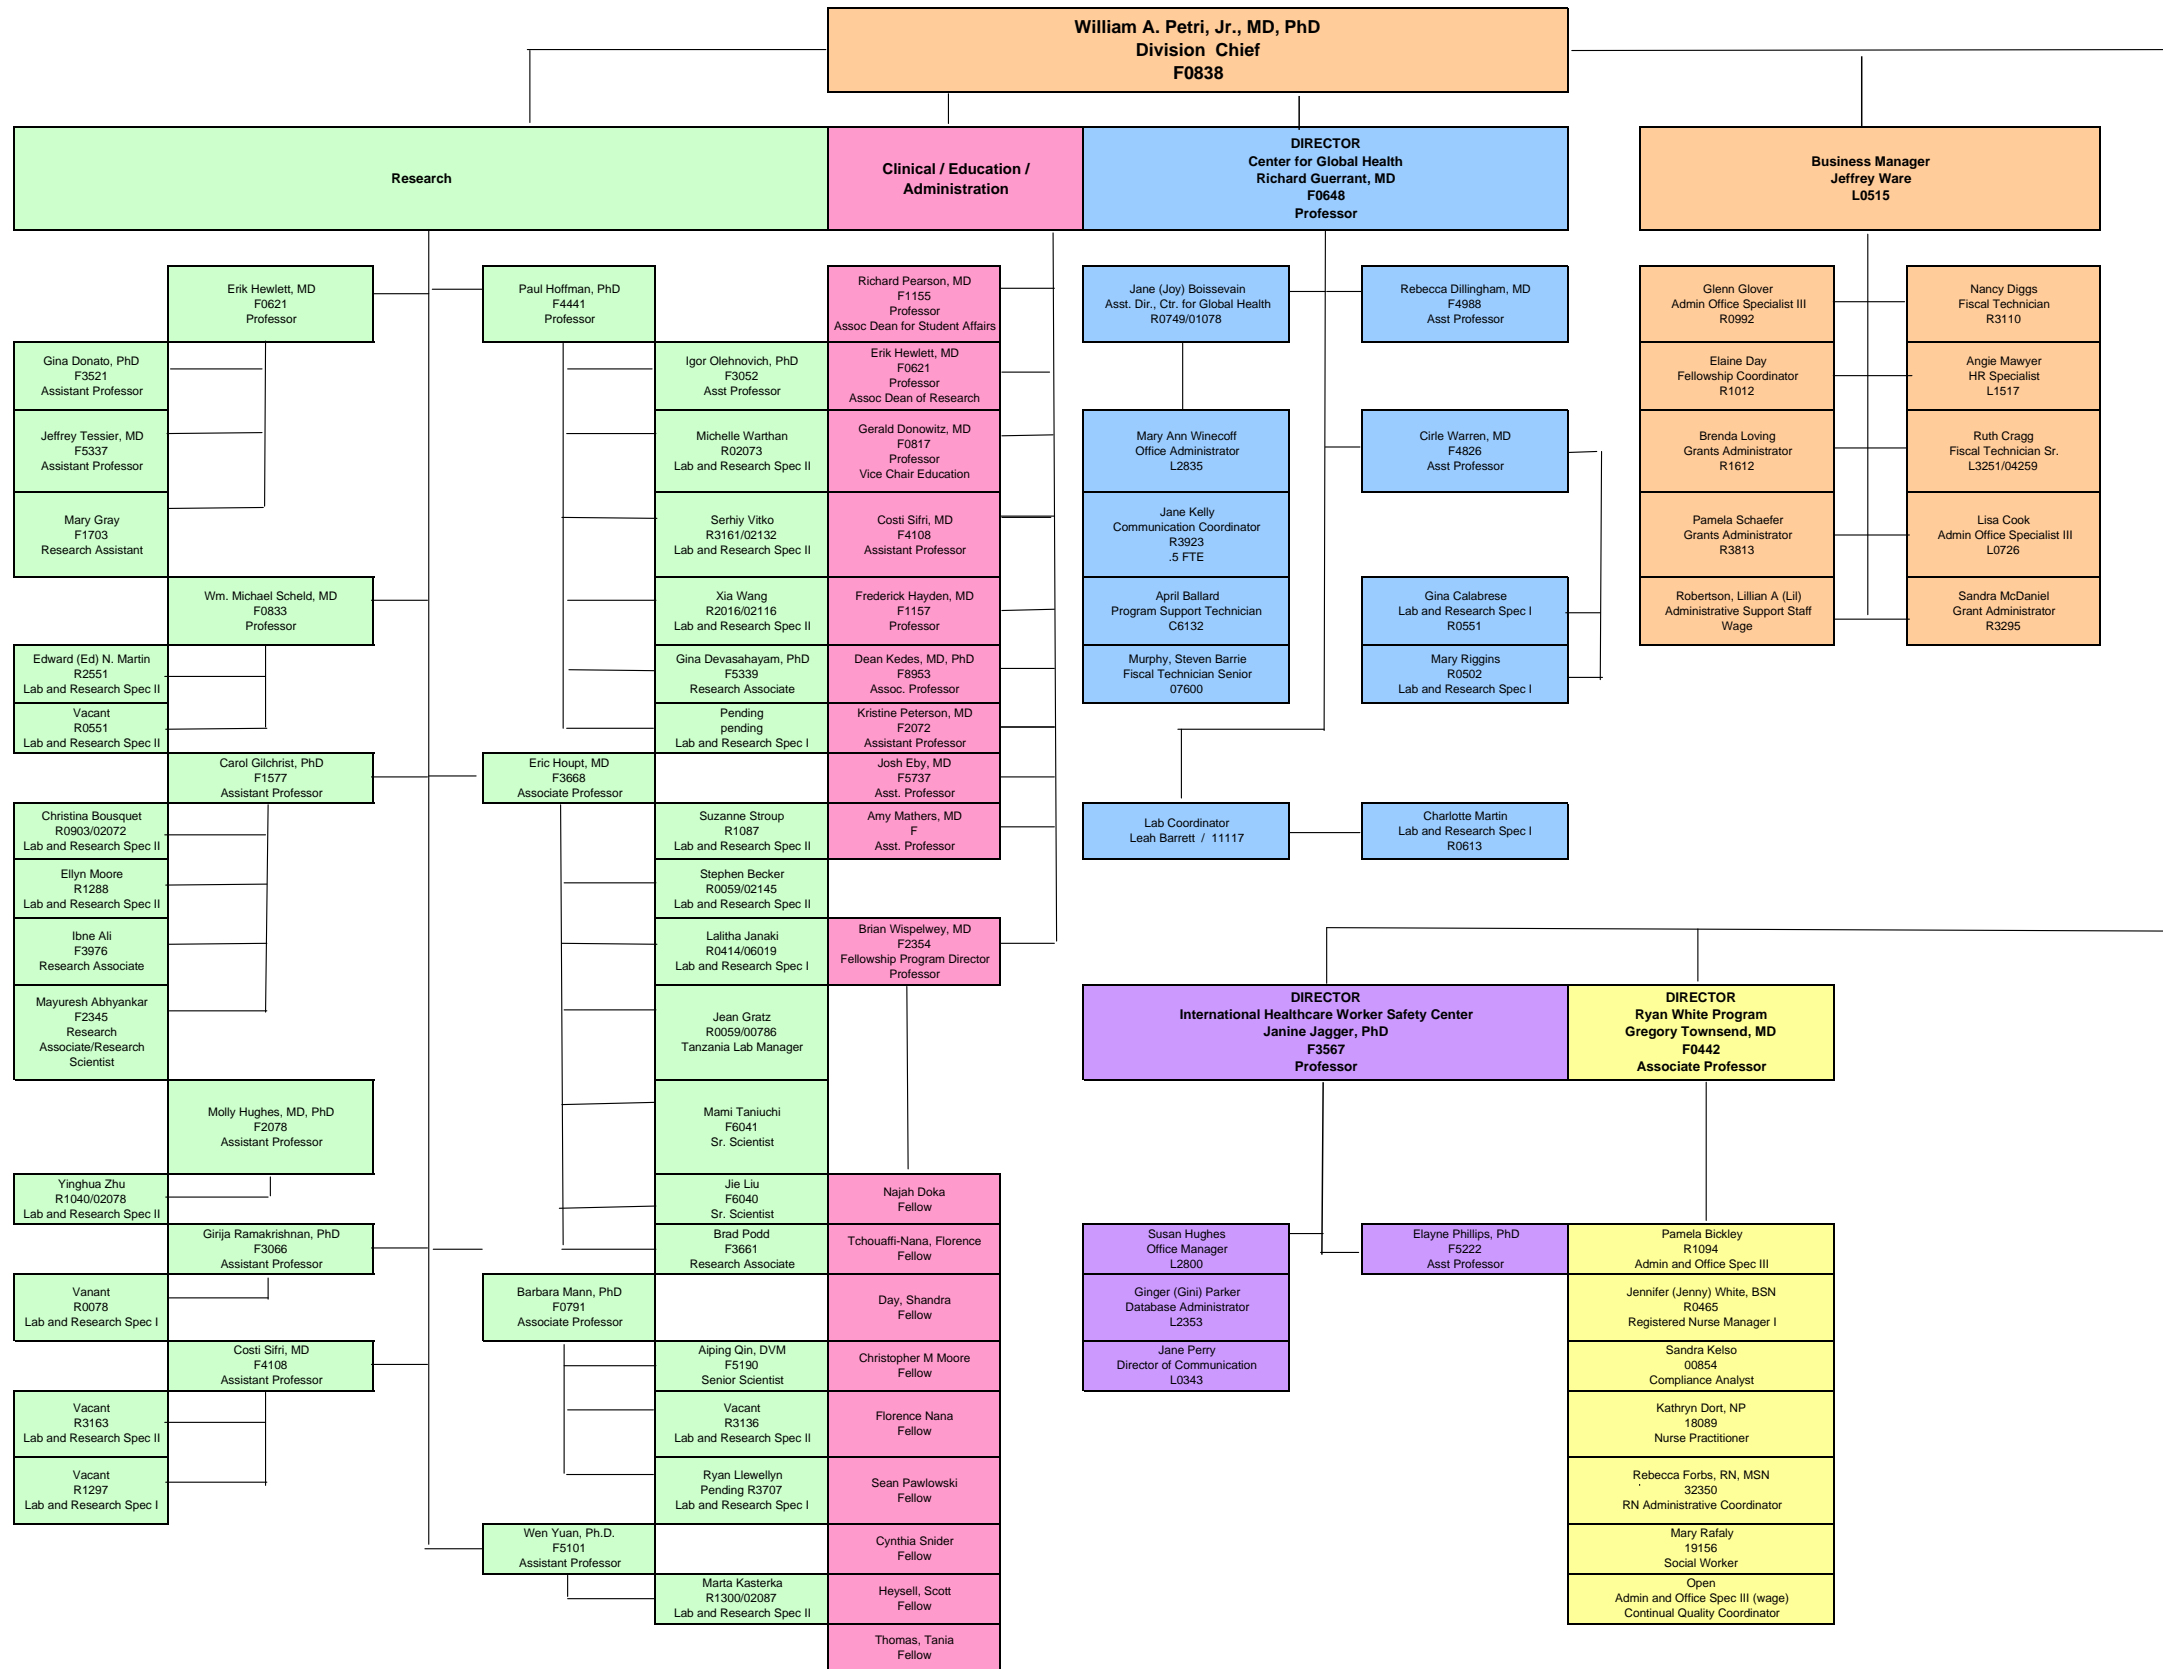 William A. Petri, Jr., MD, PhD
Division  Chief
F0838
Research
Clinical / Education /
Administration
DIRECTOR
Center for Global Health
Richard Guerrant, MD
F0648
Professor
Business Manager
Jeffrey Ware
L0515
Erik Hewlett, MD
F0621
Professor
Gina Donato, PhD
F3521
Assistant Professor
Jeffrey Tessier, MD
F5337
Assistant Professor
Mary Gray
F1703
Research Assistant
Wm. Michael Scheld, MD
F0833
Professor
Edward (Ed) N. Martin
R2551
Lab and Research Spec II
Vacant
R0551
Lab and Research Spec II
Carol Gilchrist, PhD
F1577
Assistant Professor
Christina Bousquet
R0903/02072
Lab and Research Spec II
Ellyn Moore
R1288
Lab and Research Spec II
Ibne Ali
F3976
Research Associate
Mayuresh Abhyankar
F2345
Research
Associate/Research
Scientist
Molly Hughes, MD, PhD
F2078
Assistant Professor
Yinghua Zhu
R1040/02078
Lab and Research Spec II
Girija Ramakrishnan, PhD
F3066
Assistant Professor
Vanant
R0078
Lab and Research Spec I
Costi Sifri, MD
F4108
Assistant Professor
Vacant
R3163
Lab and Research Spec II
Vacant
R1297
Lab and Research Spec I
Paul Hoffman, PhD
F4441
Professor
Igor Olehnovich, PhD
F3052
Asst Professor
Michelle Warthan
R02073
Lab and Research Spec II
Serhiy Vitko
R3161/02132
Lab and Research Spec II
Xia Wang
R2016/02116
Lab and Research Spec II
Gina Devasahayam, PhD
F5339
Research Associate
Pending
pending
Lab and Research Spec I
Eric Houpt, MD
F3668
Associate Professor
Suzanne Stroup
R1087
Lab and Research Spec II
Stephen Becker
R0059/02145
Lab and Research Spec II
Lalitha Janaki
R0414/06019
Lab and Research Spec I
Jean Gratz
R0059/00786
Tanzania Lab Manager
Mami Taniuchi
F6041
Sr. Scientist
Jie Liu
F6040
Sr. Scientist
Brad Podd
F3661
Research Associate
Barbara Mann, PhD
F0791
Associate Professor
Aiping Qin, DVM
F5190
Senior Scientist
Vacant
R3136
Lab and Research Spec II
Ryan Llewellyn
Pending R3707
Lab and Research Spec I
Wen Yuan, Ph.D.
F5101
Assistant Professor
Marta Kasterka
R1300/02087
Lab and Research Spec II
Richard Pearson, MD
F1155
Professor
Assoc Dean for Student Affairs
Erik Hewlett, MD
F0621
Professor
Assoc Dean of Research
Gerald Donowitz, MD
F0817
Professor
Vice Chair Education
Costi Sifri, MD
F4108
Assistant Professor
Frederick Hayden, MD
F1157
Professor
Dean Kedes, MD, PhD
F8953
Assoc. Professor
Kristine Peterson, MD
F2072
Assistant Professor
Josh Eby, MD
F5737
Asst. Professor
Amy Mathers, MD
F
Asst. Professor
Brian Wispelwey, MD
F2354
Fellowship Program Director
Professor
Najah Doka
Fellow
Tchouaffi-Nana, Florence
Fellow
Day, Shandra
Fellow
Christopher M Moore
Fellow
Florence Nana
Fellow
Sean Pawlowski
Fellow
Cynthia Snider
Fellow
Heysell, Scott
Fellow
Thomas, Tania
Fellow
Jane (Joy) Boissevain
Asst. Dir., Ctr. for Global Health
R0749/01078
Rebecca Dillingham, MD
F4988
Asst Professor
Mary Ann Winecoff
Office Administrator
L2835
Jane Kelly
Communication Coordinator
R3923
.5 FTE
April Ballard
Program Support Technician
C6132
Murphy, Steven Barrie
Fiscal Technician Senior
07600
Cirle Warren, MD
F4826
Asst Professor
Gina Calabrese
Lab and Research Spec I
R0551
Mary Riggins
R0502
Lab and Research Spec I
Lab Coordinator
Leah Barrett  /  11117
Charlotte Martin
Lab and Research Spec I
R0613
Glenn Glover
Admin Office Specialist III
R0992
Elaine Day
Fellowship Coordinator
R1012
Brenda Loving
Grants Administrator
R1612
Pamela Schaefer
Grants Administrator
R3813
Robertson, Lillian A (Lil)
Administrative Support Staff
Wage
Nancy Diggs
Fiscal Technician
R3110
Angie Mawyer
HR Specialist
L1517
Ruth Cragg
Fiscal Technician Sr.
L3251/04259
Lisa Cook
Admin Office Specialist III
L0726
Sandra McDaniel
Grant Administrator
R3295
DIRECTOR
International Healthcare Worker Safety Center
Janine Jagger, PhD
F3567
Professor
DIRECTOR
Ryan White Program
Gregory Townsend, MD
F0442
Associate Professor
Susan Hughes
Office Manager
L2800
Ginger (Gini) Parker
Database Administrator
L2353
Jane Perry
Director of Communication
L0343
Elayne Phillips, PhD
F5222
Asst Professor
Pamela Bickley
R1094
Admin and Office Spec III
Jennifer (Jenny) White, BSN
R0465
Registered Nurse Manager I
Sandra Kelso
00854
Compliance Analyst
Kathryn Dort, NP
18089
Nurse Practitioner
Rebecca Forbs, RN, MSN
32350
RN Administrative Coordinator
Mary Rafaly
19156
Social Worker
Open
Admin and Office Spec III (wage)
Continual Quality Coordinator